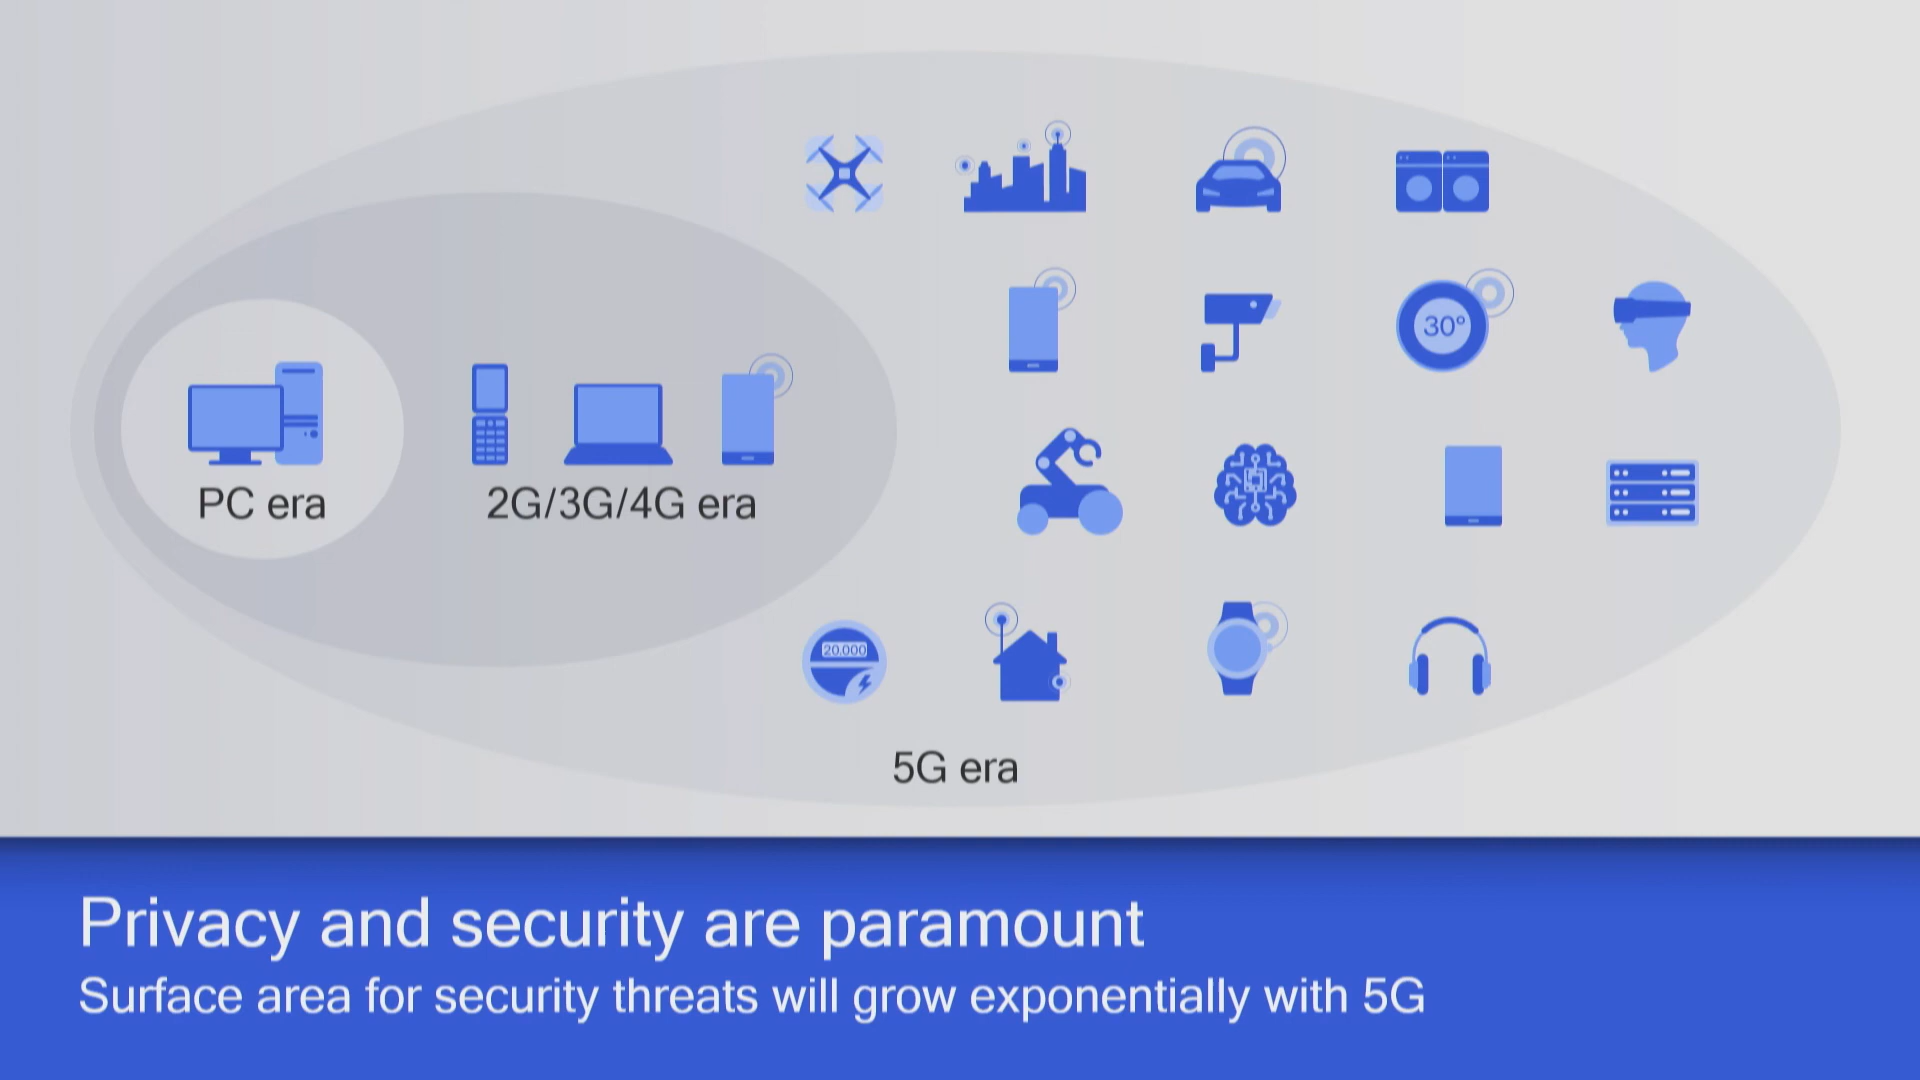 30°
PC era
2G/3G/4G era
20.000
5G era
Privacy and security are paramount
Surface area for security threats will grow exponentially with 5G